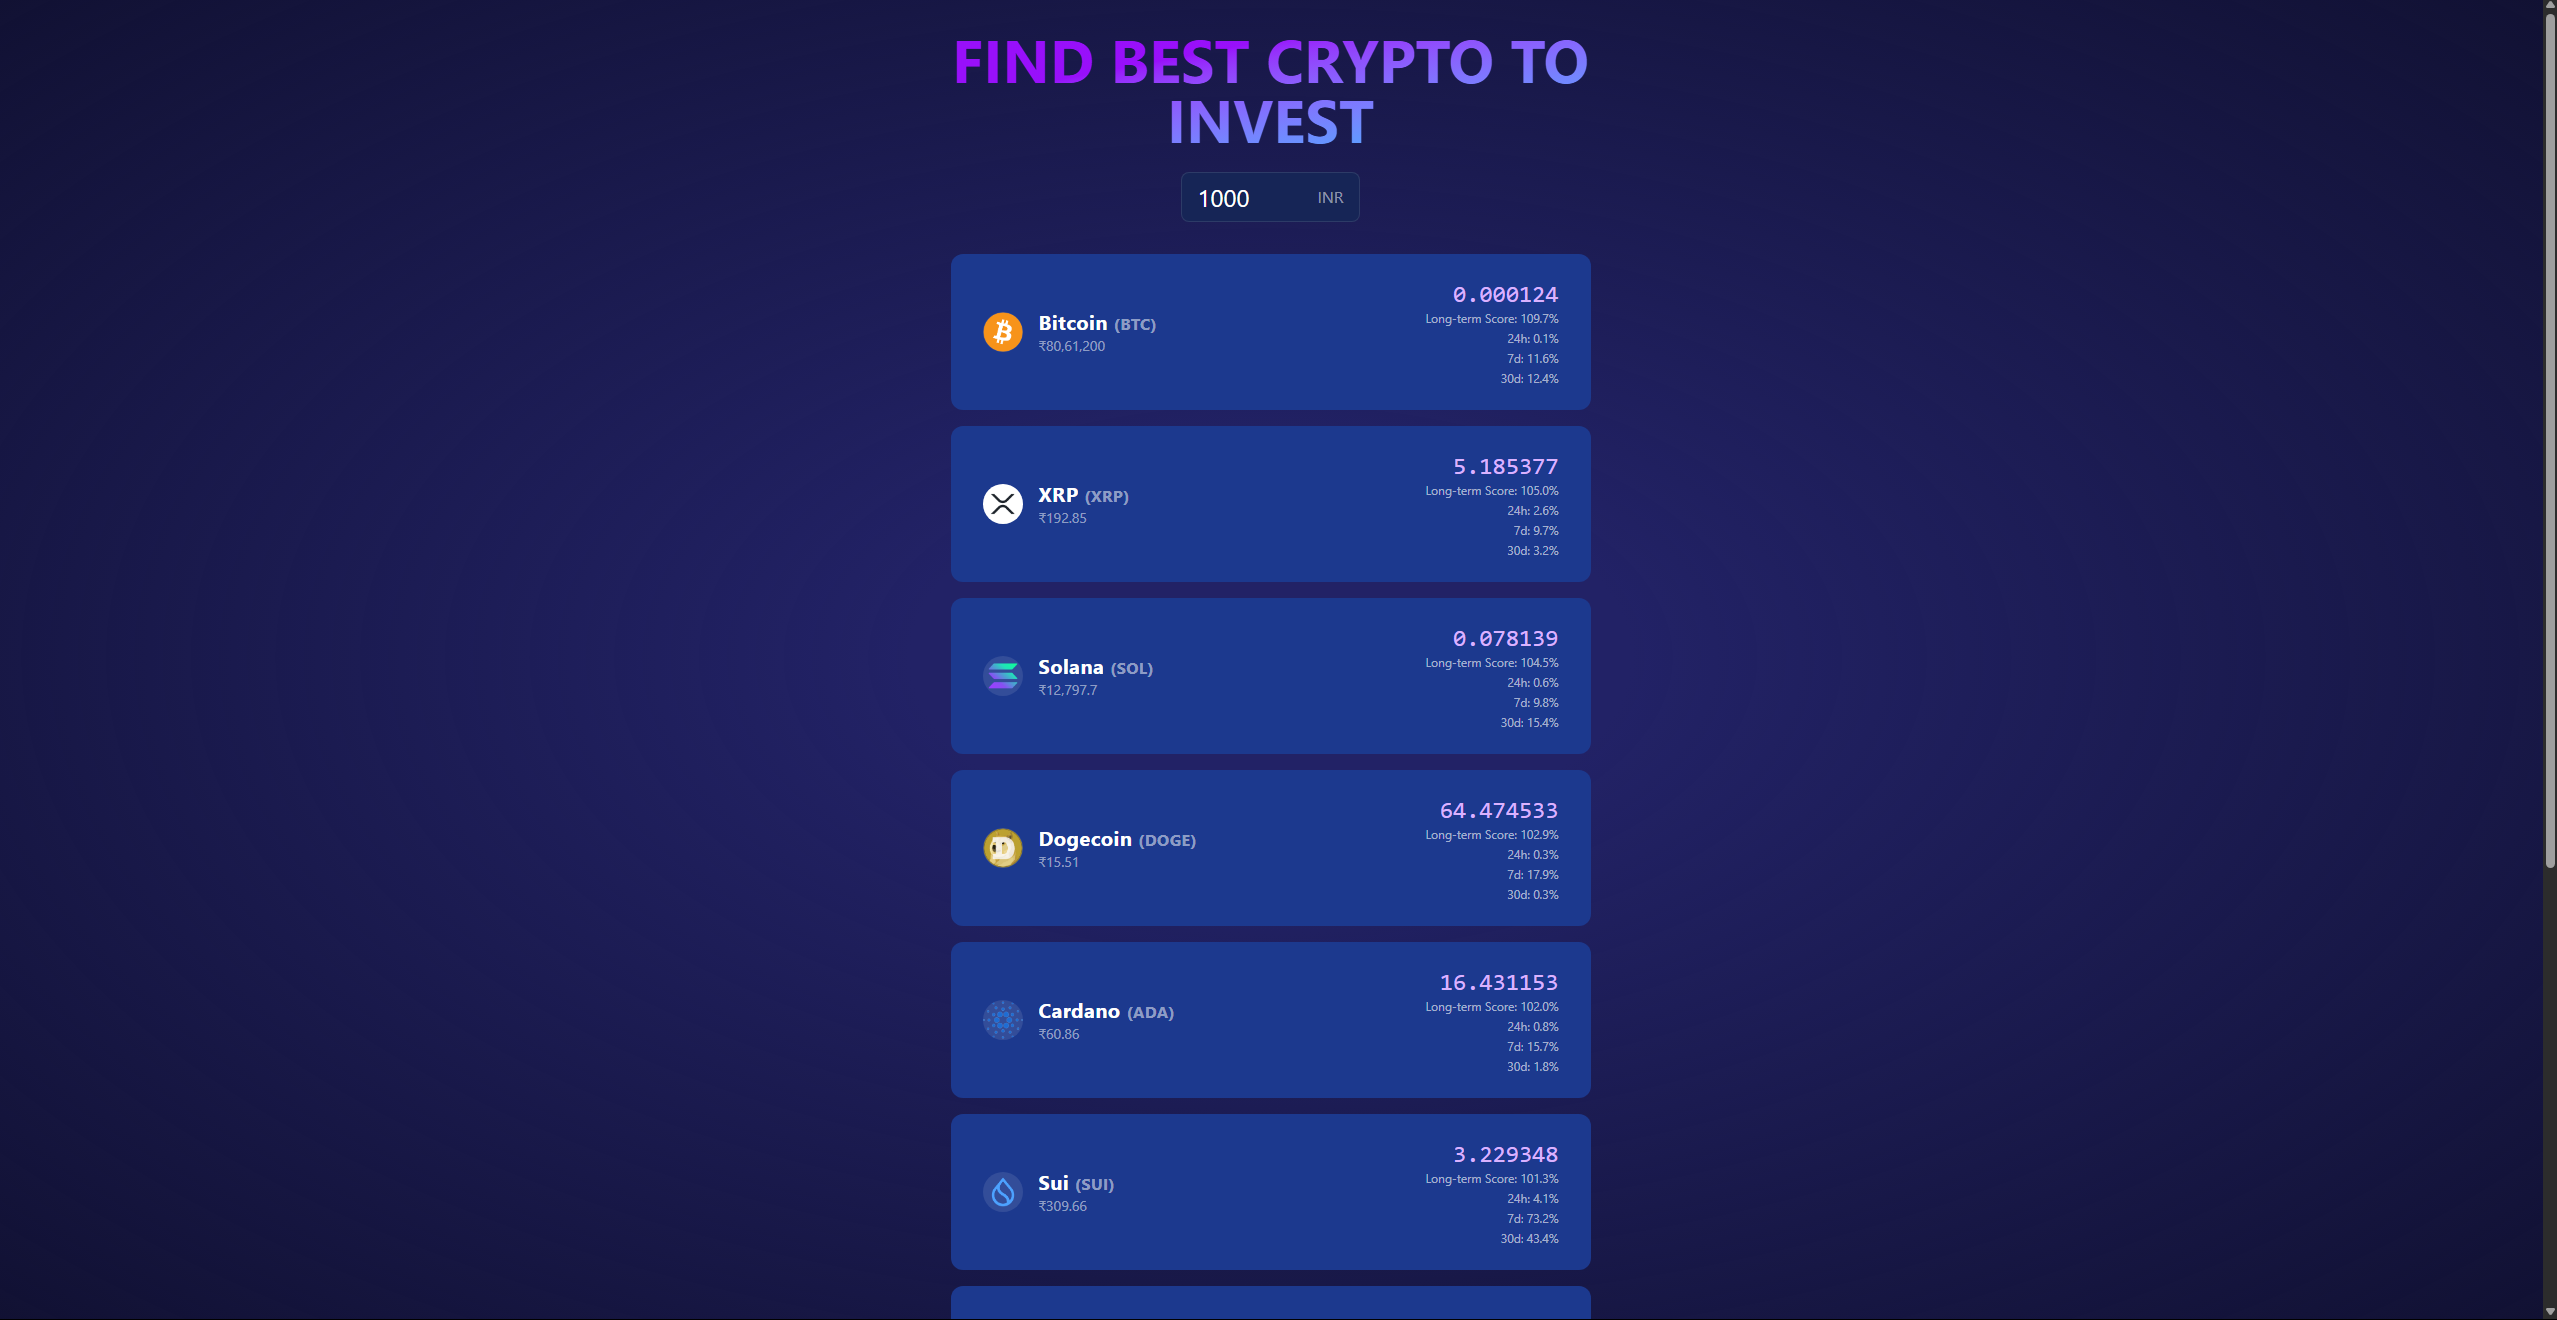 FIND BEST CRYPTO TO
INVEST
1000 INR
Bitcoin (BTC)
₹80,61,200
0.000124
Long-term Score: 109.7%
24h: 0.1%
7d: 11.6%
30d: 12.4%
XRP (XRP)
₹192.85
5.185377
Long-term Score: 105.0%
24h: 2.6%
7d: 9.7%
30d: 3.2%
Solana (SOL)
₹12,797.7
0.078139
Long-term Score: 104.5%
24h: 0.6%
7d: 9.8%
30d: 15.4%
Dogecoin (DOGE)
₹15.51
64.474533
Long-term Score: 102.9%
24h: 0.3%
7d: 17.9%
30d: 0.3%
Cardano (ADA)
₹60.86
16.431153
Long-term Score: 102.0%
24h: 0.8%
7d: 15.7%
30d: 1.8%
Sui (SUI)
₹309.66
3.229348
Long-term Score: 101.3%
24h: 4.1%
7d: 73.2%
30d: 43.4%